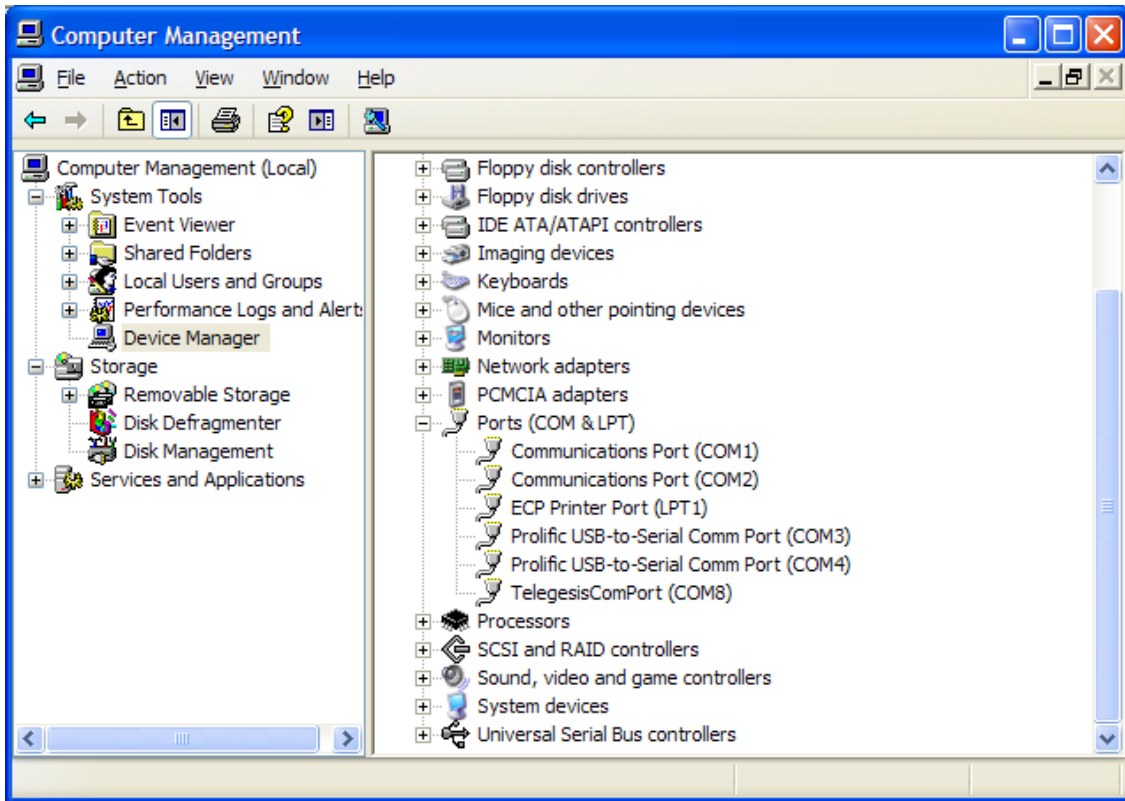 Computer Management
File Action View Window Help
Computer Management (Local)
System Tools
Event Viewer
Shared Folders
Local Users and Groups
Performance Logs and Alert
Device Manager
Storage
Removable Storage
Disk Defragmenter
Disk Management
Services and Applications
Floppy disk controllers
Floppy disk drives
IDE ATA/ATAPI controllers
Imaging devices
Keyboards
Mice and other pointing devices
Monitors
Network adapters
PCMCIA adapters
Ports (COM & LPT)
Communications Port (COM1)
Communications Port (COM2)
ECP Printer Port (LPT1)
Prolific USB-to-Serial Comm Port (COM3)
Prolific USB-to-Serial Comm Port (COM4)
TelegesisComPort (COM8)
Processors
SCSI and RAID controllers
Sound, video and game controllers
System devices
Universal Serial Bus controllers